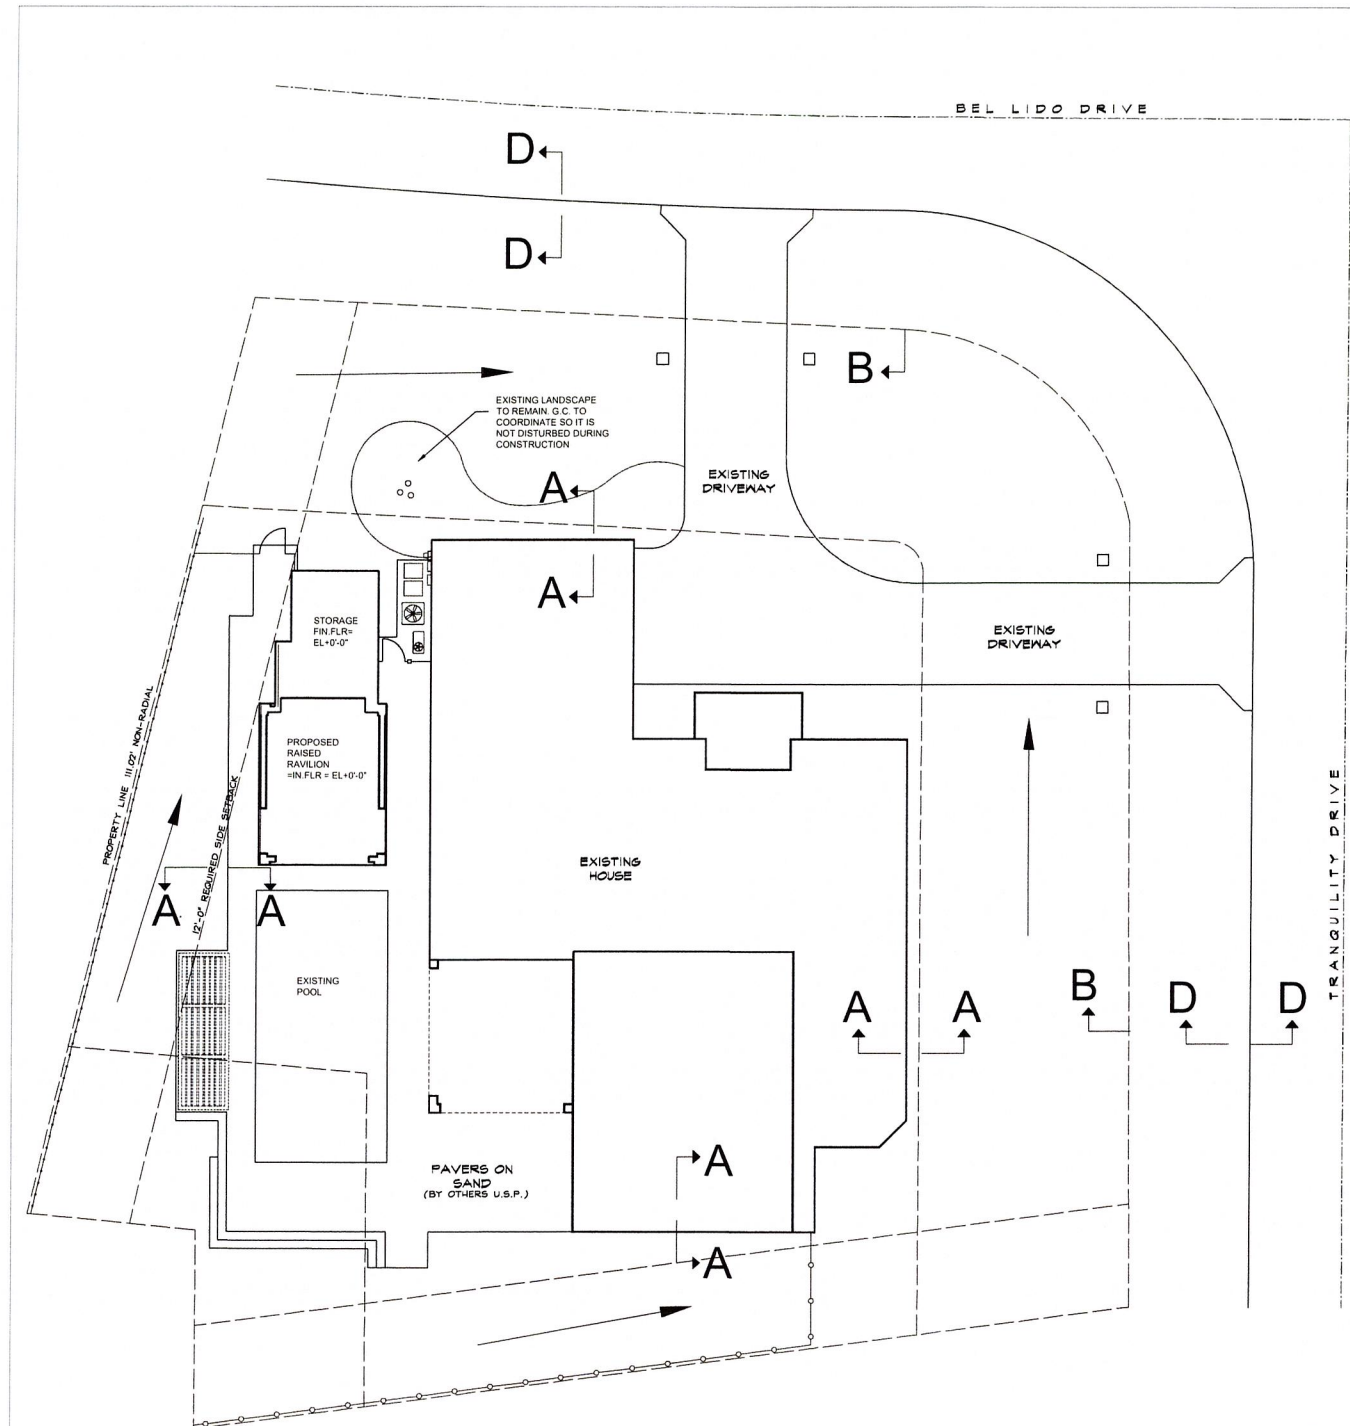 BEL LIDO DRIVE
D
D
B
EXISTING LANDSCAPE
TO REMAIN. G.C. TO
COORDINATE SO IT IS
NOT DISTURBED DURING
CONSTRUCTION
A
EXISTING
DRIVEWAY
A
STORAGE
FIN.FLR=
EL+0'-0"
EXISTING
DRIVEWAY
PROPERTY LINE 111.02' NON-RADIAL
12'-0" REQUIRED SIDE SETBACK
PROPOSED
RAISED
RAVILION
=IN.FLR = EL+0'-0"
TRANQUILITY DRIVE
EXISTING
HOUSE
A
A
EXISTING
POOL
A
A
B
D
D
PAVERS ON
SAND
(BY OTHERS U.S.P.)
A
A